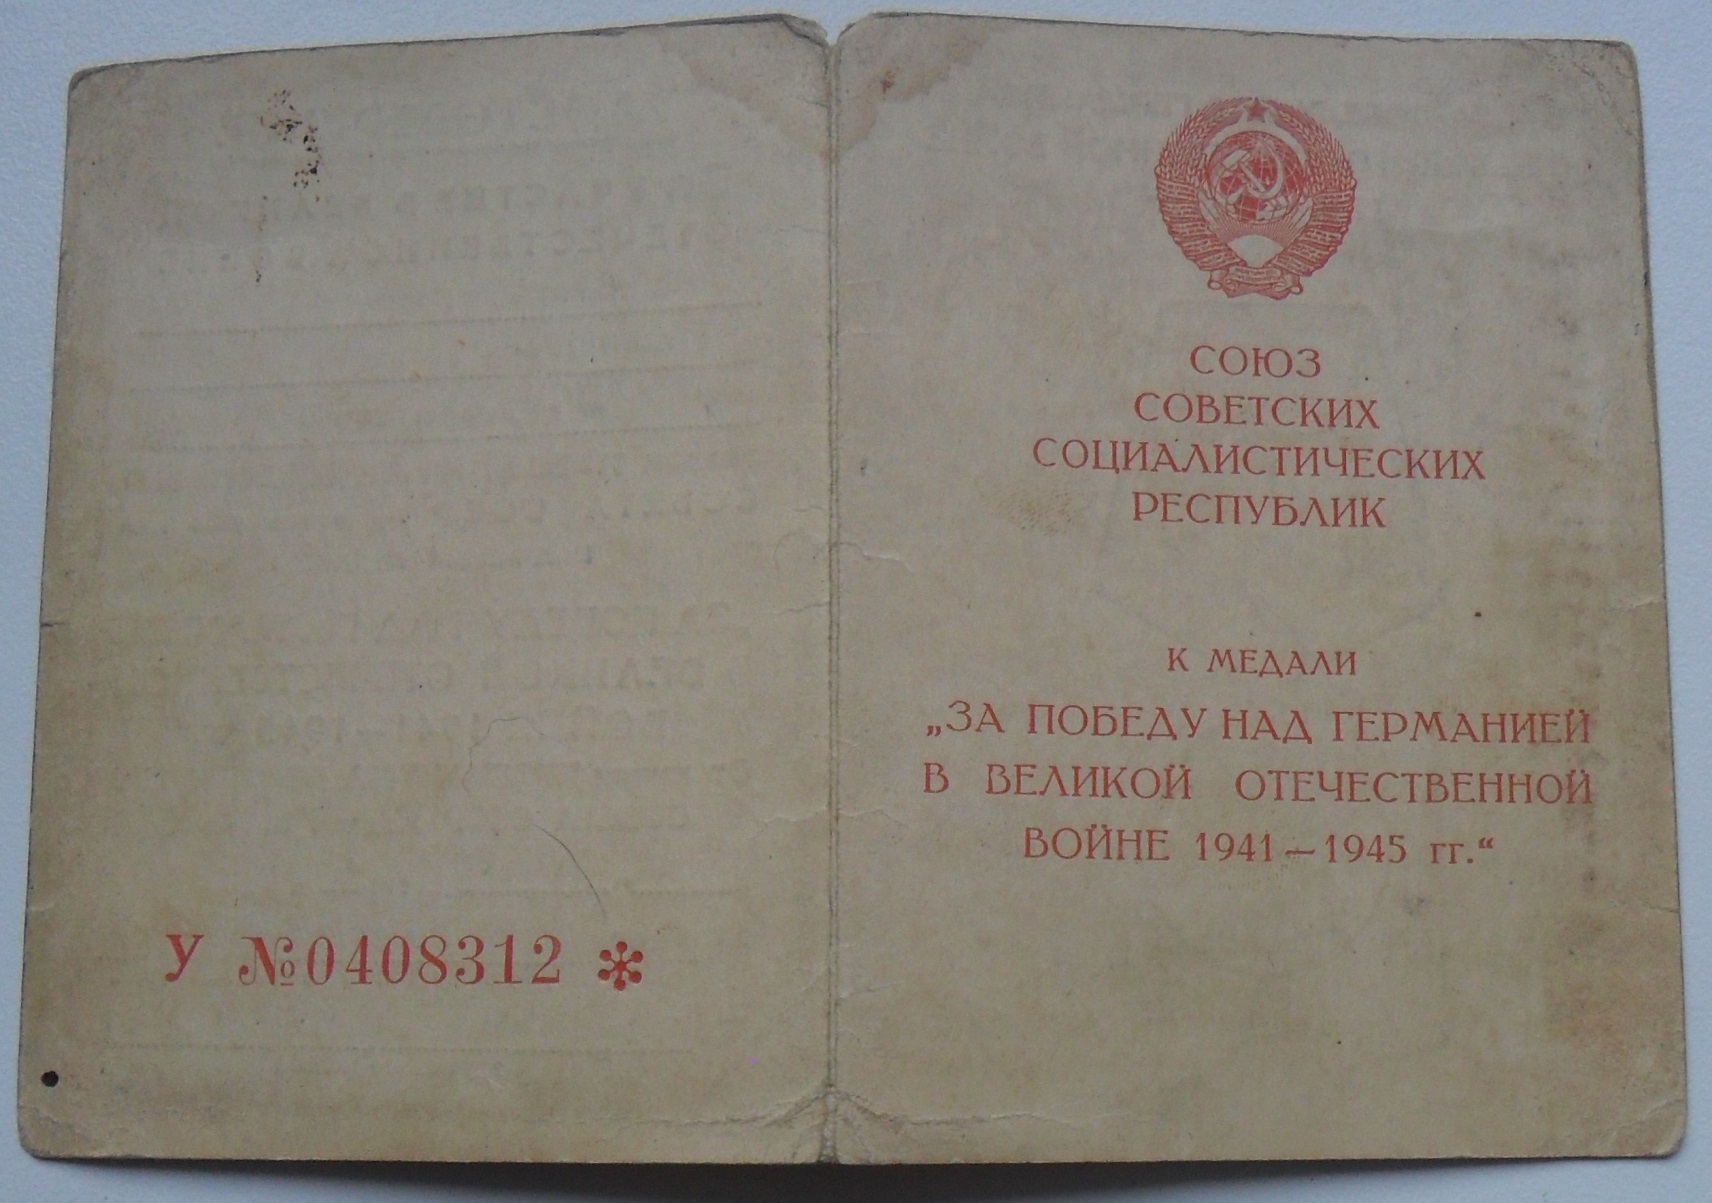 СОЮЗ
СОВЕТСКИХ
СОЦИАЛИСТИЧЕСКИХ
РЕСПУБЛИК
К МЕДАЛИ
„ЗА ПОБЕДУ НАД ГЕРМАНИЕЙ
В ВЕЛИКОЙ ОТЕЧЕСТВЕННОЙ
ВОЙНЕ 1941—1945 гг.“
У №0408312 *